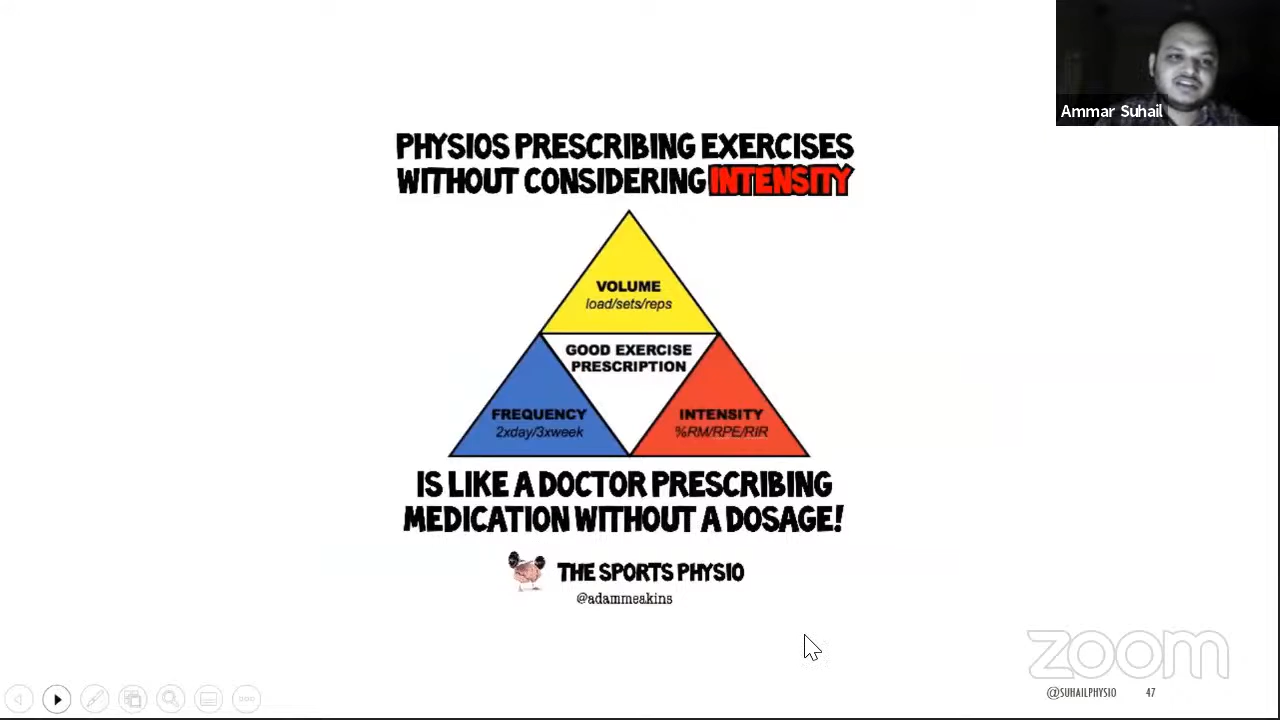 Ammar Suhail
PHYSIOS PRESCRIBING EXERCISES
WITHOUT CONSIDERING INTENSITY
VOLUME
load/sets/reps
GOOD EXERCISE
PRESCRIPTION
FREQUENCY
2xday/3xweek
INTENSITY
%RM/RPE/RIR
IS LIKE A DOCTOR PRESCRIBING
MEDICATION WITHOUT A DOSAGE!
THE SPORTS PHYSIO
@adammeakins
zoom
@SUHAILPHYSIO 47